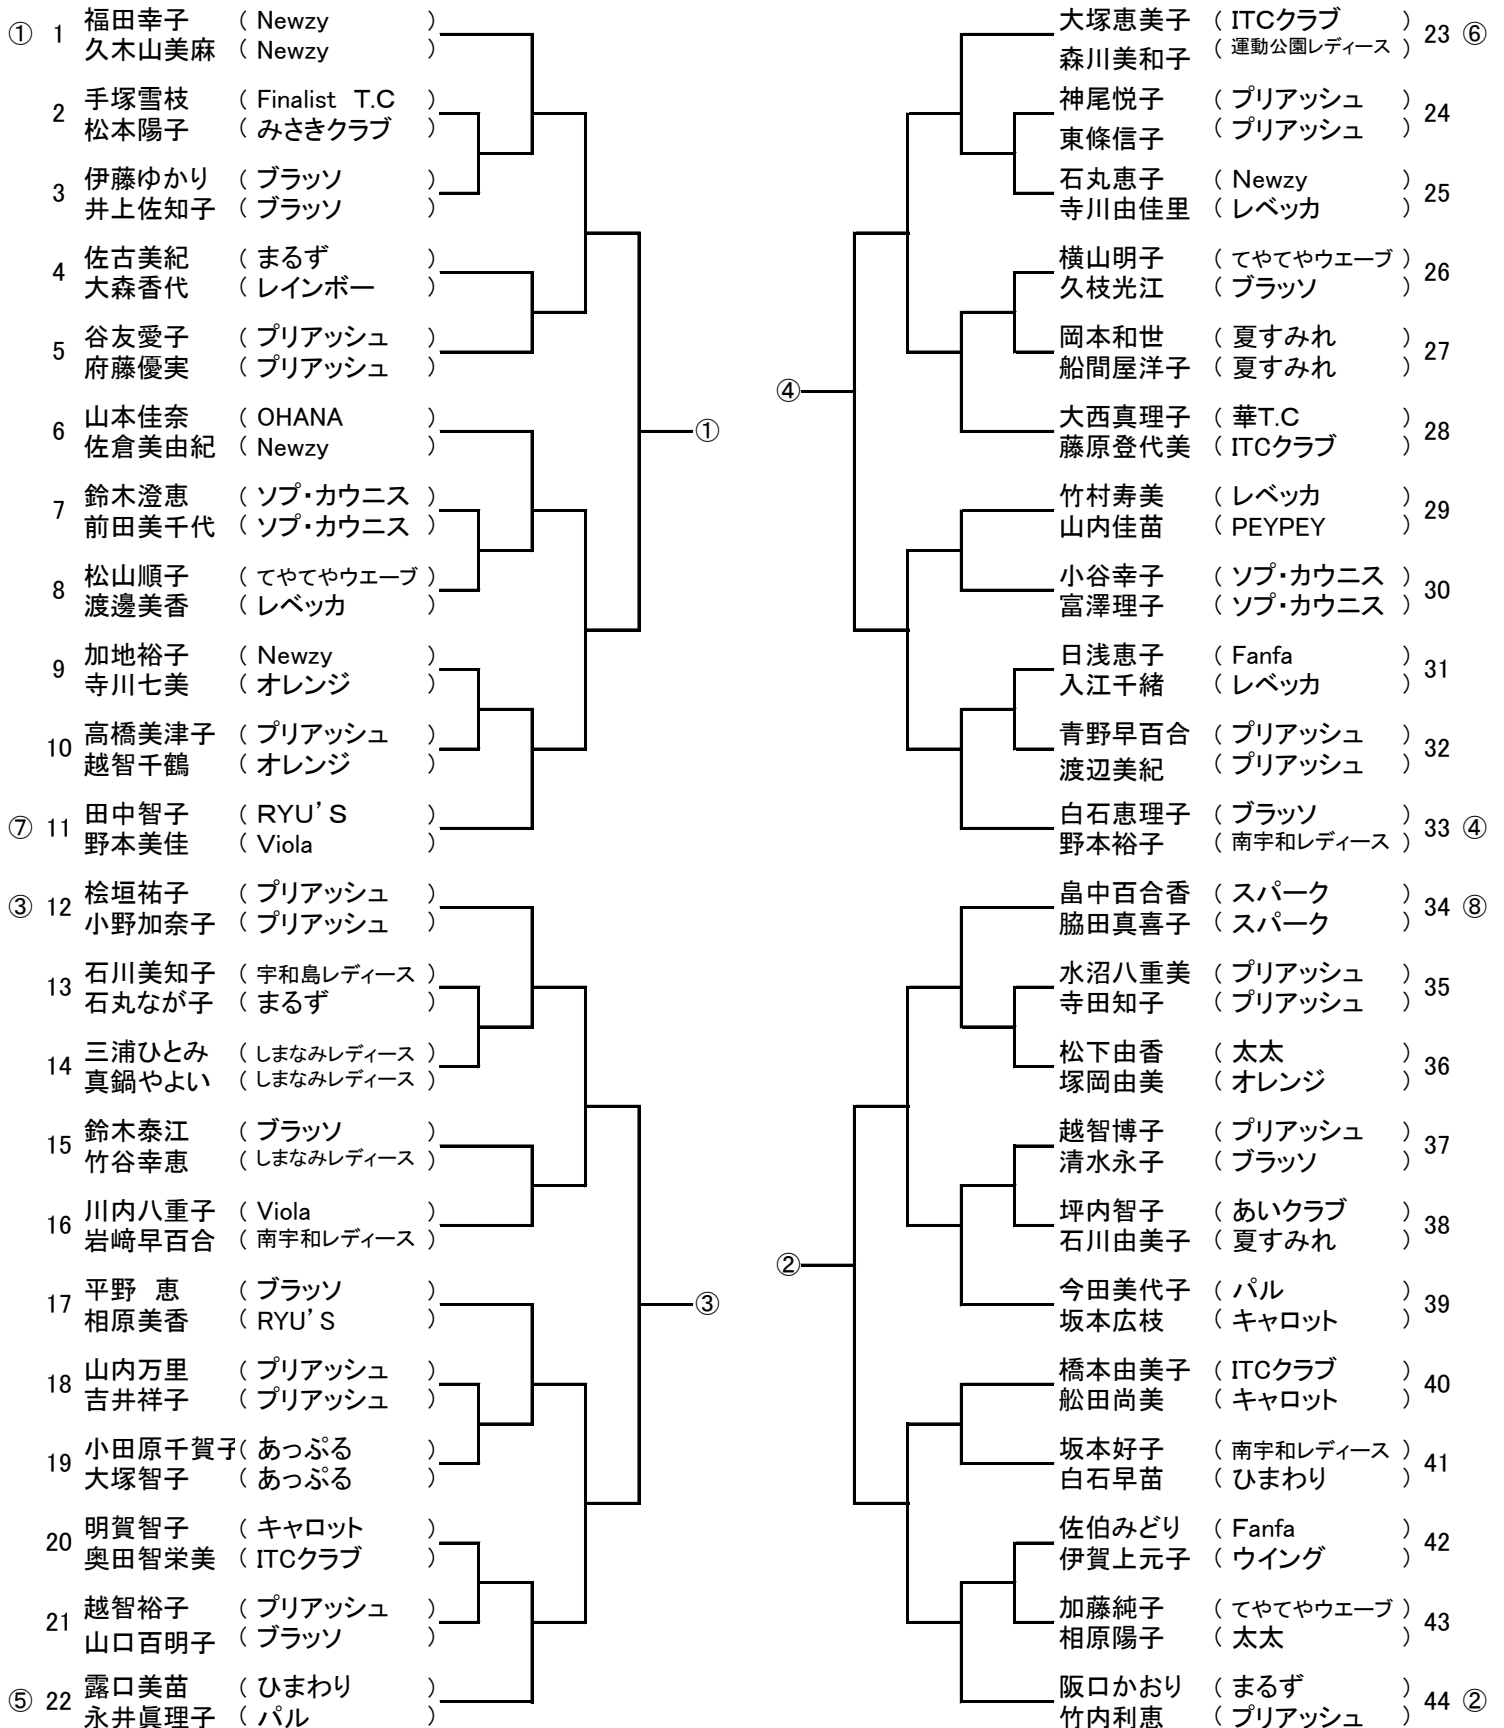 ① 1 福田幸子 ( Newzy )
久木山美麻 ( Newzy )
2 手塚雪枝 ( Finalist T.C )
松本陽子 ( みさきクラブ )
3 伊藤ゆかり ( ブラッソ )
井上佐知子 ( ブラッソ )
4 佐古美紀 ( まるず )
大森香代 ( レインボー )
5 谷友愛子 ( プリアッシュ )
府藤優実 ( プリアッシュ )
6 山本佳奈 ( OHANA )
佐倉美由紀 ( Newzy )
①
7 鈴木澄恵 ( ソプ・カウニス )
前田美千代 ( ソプ・カウニス )
8 松山順子 ( てやてやウエーブ )
渡邊美香 ( レベッカ )
9 加地裕子 ( Newzy )
寺川七美 ( オレンジ )
10 高橋美津子 ( プリアッシュ )
越智千鶴 ( オレンジ )
⑦ 11 田中智子 ( RYU'S )
野本美佳 ( Viola )
③ 12 桧垣祐子 ( プリアッシュ )
小野加奈子 ( プリアッシュ )
13 石川美知子 ( 宇和島レディース )
石丸なが子 ( まるず )
14 三浦ひとみ ( しまなみレディース )
真鍋やよい ( しまなみレディース )
15 鈴木泰江 ( ブラッソ )
竹谷幸恵 ( しまなみレディース )
16 川内八重子 ( Viola )
岩﨑早百合 ( 南宇和レディース )
17 平野 恵 ( ブラッソ )
相原美香 ( RYU'S )
③
18 山内万里 ( プリアッシュ )
吉井祥子 ( プリアッシュ )
19 小田原千賀子 ( あっぷる )
大塚智子 ( あっぷる )
20 明賀智子 ( キャロット )
奥田智栄美 ( ITCクラブ )
21 越智裕子 ( プリアッシュ )
山口百明子 ( ブラッソ )
⑤ 22 露口美苗 ( ひまわり )
永井眞理子 ( パル )
大塚恵美子 ( ITCクラブ ) 23 ⑥
森川美和子 ( 運動公園レディース )
神尾悦子 ( プリアッシュ ) 24
東條信子 ( プリアッシュ )
石丸恵子 ( Newzy ) 25
寺川由佳里 ( レベッカ )
横山明子 ( てやてやウエーブ ) 26
久枝光江 ( ブラッソ )
岡本和世 ( 夏すみれ ) 27
船間屋洋子 ( 夏すみれ )
④
大西真理子 ( 華T.C ) 28
藤原登代美 ( ITCクラブ )
竹村寿美 ( レベッカ ) 29
山内佳苗 ( PEYPEY )
小谷幸子 ( ソプ・カウニス ) 30
富澤理子 ( ソプ・カウニス )
日浅恵子 ( Fanfa ) 31
入江千緒 ( レベッカ )
青野早百合 ( プリアッシュ ) 32
渡辺美紀 ( プリアッシュ )
白石恵理子 ( ブラッソ ) 33 ④
野本裕子 ( 南宇和レディース )
畠中百合香 ( スパーク ) 34 ⑧
脇田真喜子 ( スパーク )
水沼八重美 ( プリアッシュ ) 35
寺田知子 ( プリアッシュ )
松下由香 ( 太太 ) 36
塚岡由美 ( オレンジ )
越智博子 ( プリアッシュ ) 37
清水永子 ( ブラッソ )
坪内智子 ( あいクラブ ) 38
石川由美子 ( 夏すみれ )
②
今田美代子 ( パル ) 39
坂本広枝 ( キャロット )
橋本由美子 ( ITCクラブ ) 40
舩田尚美 ( キャロット )
坂本好子 ( 南宇和レディース ) 41
白石早苗 ( ひまわり )
佐伯みどり ( Fanfa ) 42
伊賀上元子 ( ウイング )
加藤純子 ( てやてやウエーブ ) 43
相原陽子 ( 太太 )
阪口かおり ( まるず ) 44 ②
竹内利恵 ( プリアッシュ )